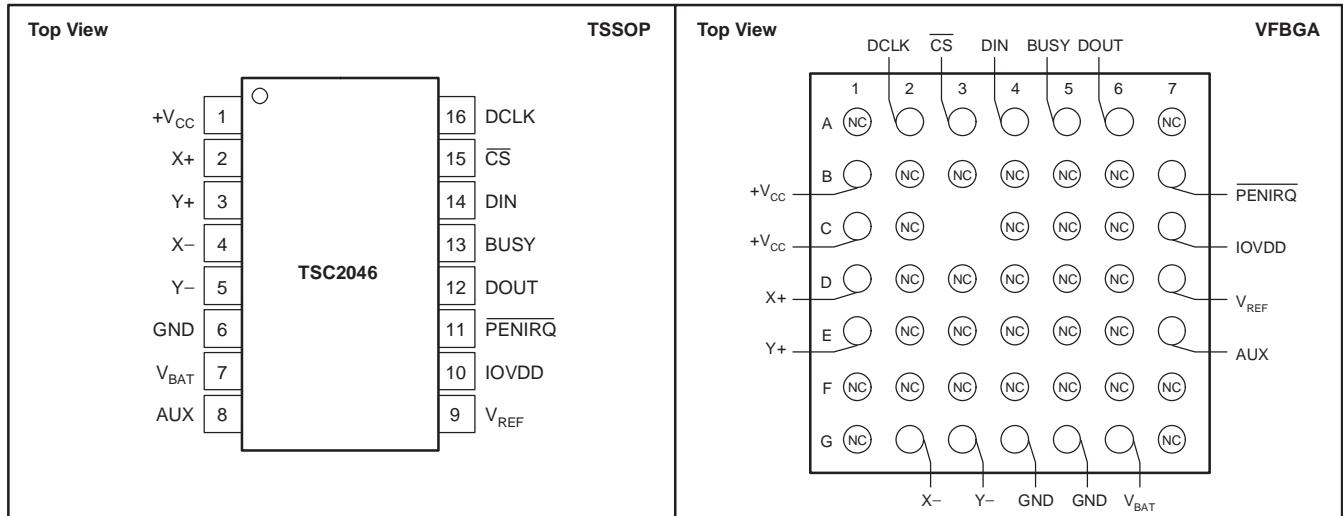 Top View TSSOP
+VCC 1 16 DCLK
X+ 2 15 CS
Y+ 3 14 DIN
X− 4 13 BUSY
TSC2046
Y− 5 12 DOUT
GND 6 11 PENIRQ
VBAT 7 10 IOVDD
AUX 8 9 VREF
Top View VFBGA
DCLK CS DIN BUSY DOUT
1 2 3 4 5 6 7
A NC NC
B NC NC NC NC NC
+VCC PENIRQ
C NC NC NC NC
+VCC IOVDD
D NC NC NC NC NC
X+ VREF
E NC NC NC NC NC
Y+ AUX
F NC NC NC NC NC NC NC
G NC NC
X− Y− GND GND VBAT